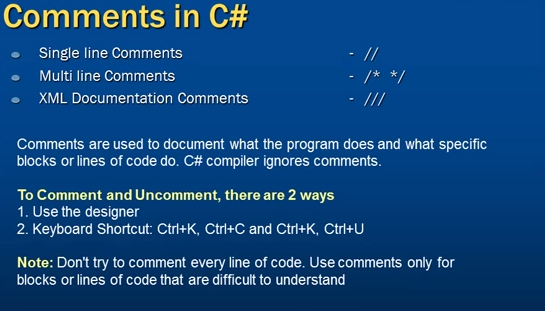 Comments in C#
Single line Comments - //
Multi line Comments - /* */
XML Documentation Comments - ///
Comments are used to document what the program does and what specific
blocks or lines of code do. C# compiler ignores comments.
To Comment and Uncomment, there are 2 ways
1. Use the designer
2. Keyboard Shortcut: Ctrl+K, Ctrl+C and Ctrl+K, Ctrl+U
Note: Don't try to comment every line of code. Use comments only for
blocks or lines of code that are difficult to understand